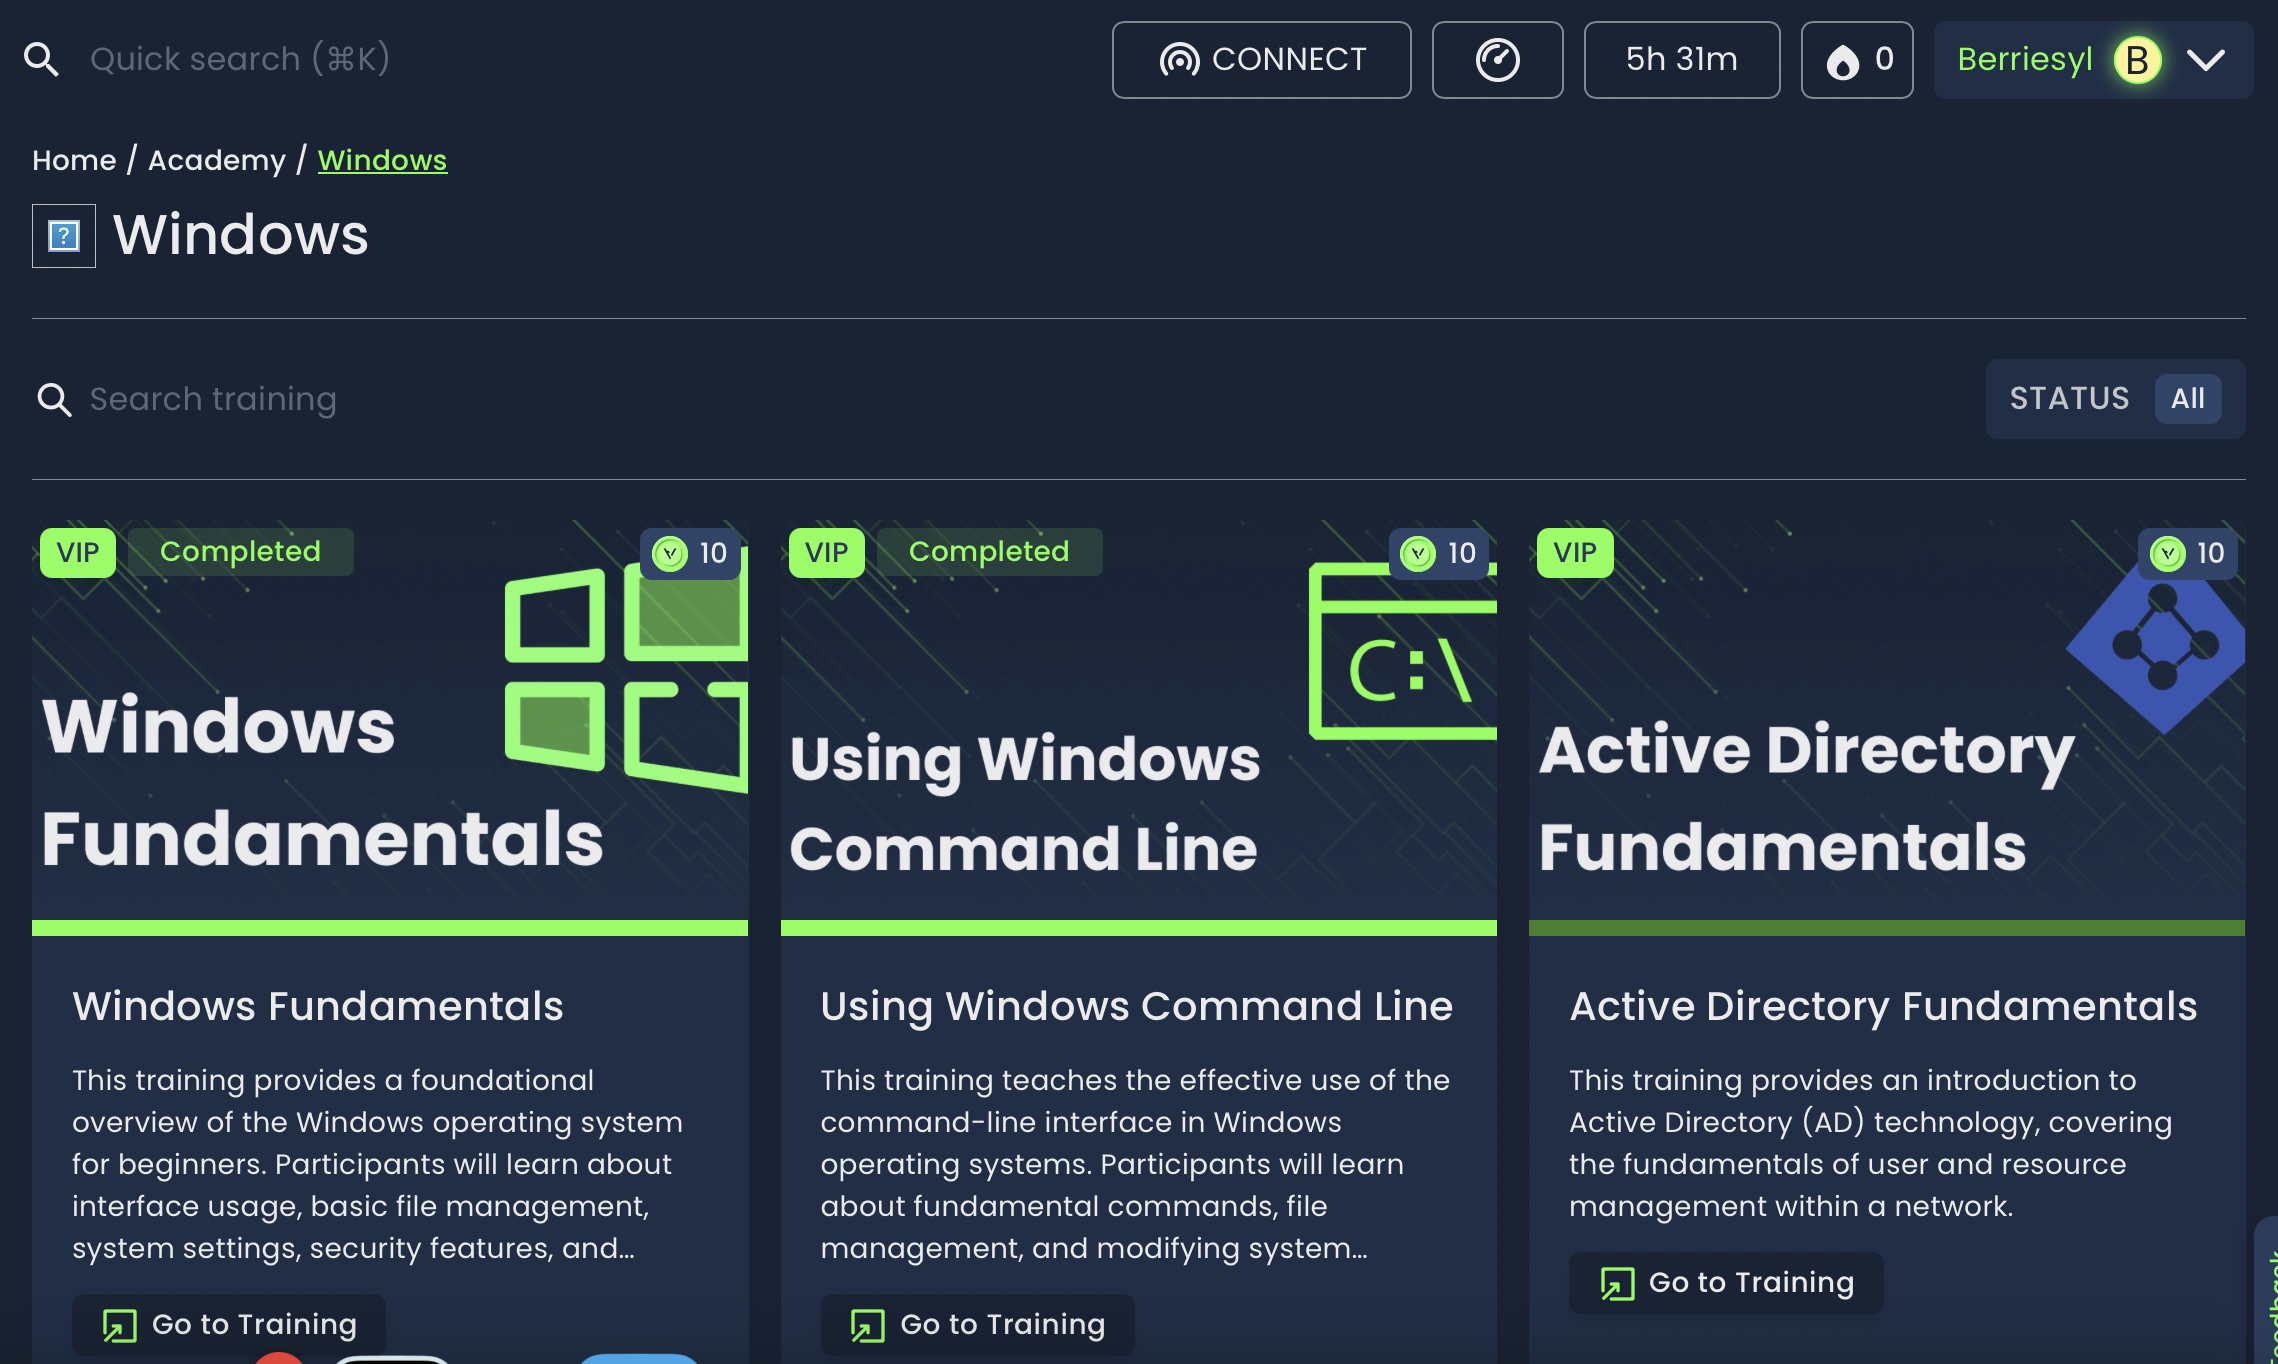 Quick search (⌘K)
CONNECT
5h 31m
0
Berriesyl
B
Home / Academy / Windows
?
Windows
Search training
STATUS All
VIP Completed 10
Windows
Fundamentals
Windows Fundamentals
This training provides a foundational
overview of the Windows operating system
for beginners. Participants will learn about
interface usage, basic file management,
system settings, security features, and...
Go to Training
VIP Completed 10
C:\
Using Windows
Command Line
Using Windows Command Line
This training teaches the effective use of the
command-line interface in Windows
operating systems. Participants will learn
about fundamental commands, file
management, and modifying system...
Go to Training
VIP 10
Active Directory
Fundamentals
Active Directory Fundamentals
This training provides an introduction to
Active Directory (AD) technology, covering
the fundamentals of user and resource
management within a network.
Go to Training